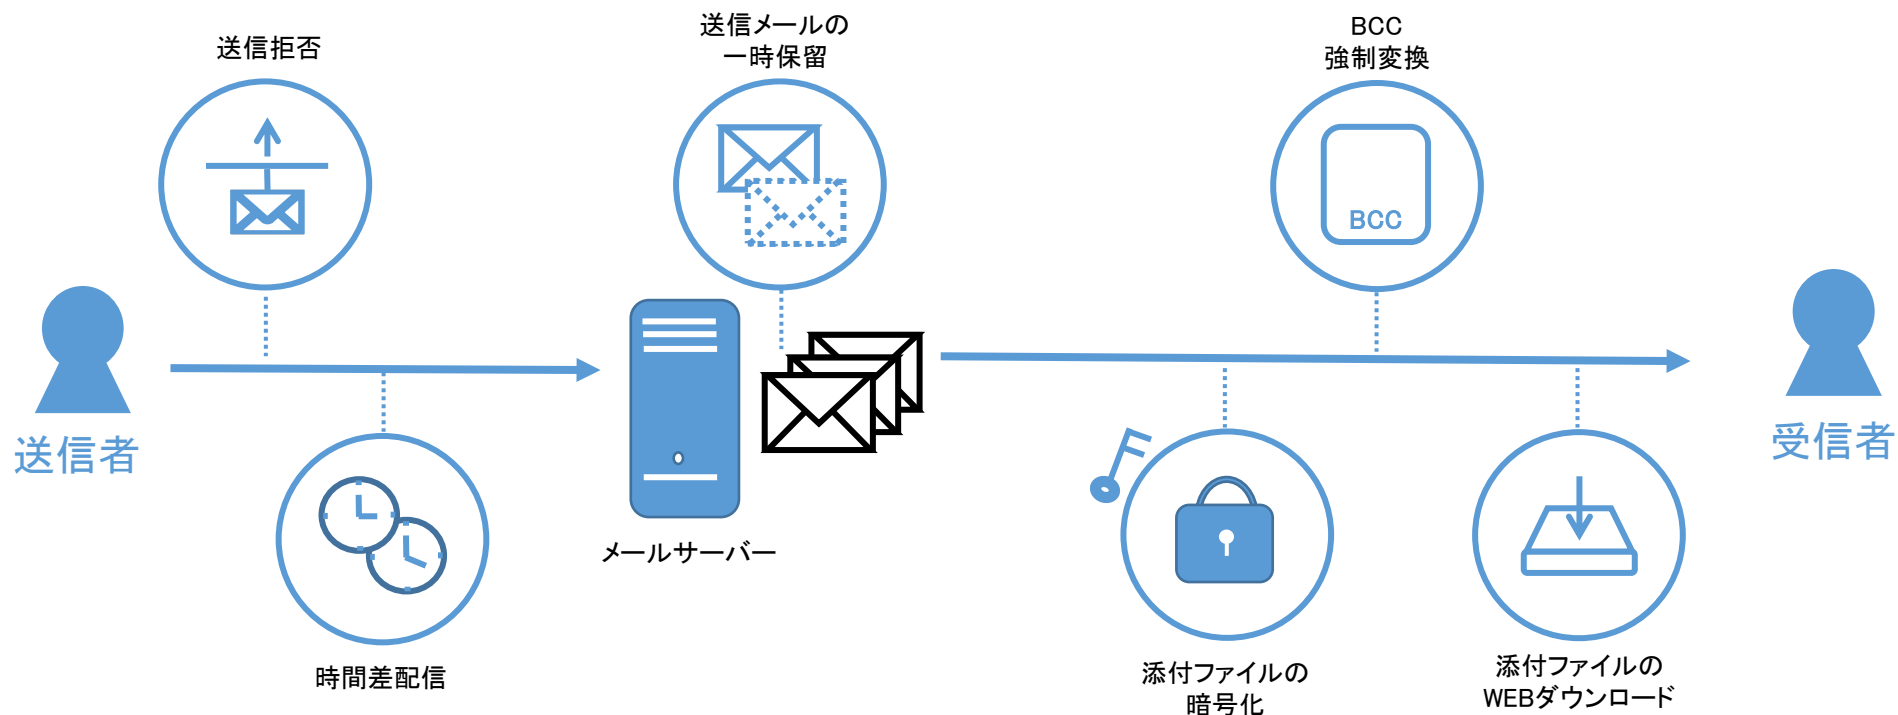 送信拒否
送信メールの
一時保留
BCC
強制変換
BCC
送信者
受信者
メールサーバー
時間差配信
添付ファイルの
暗号化
添付ファイルの
WEBダウンロード